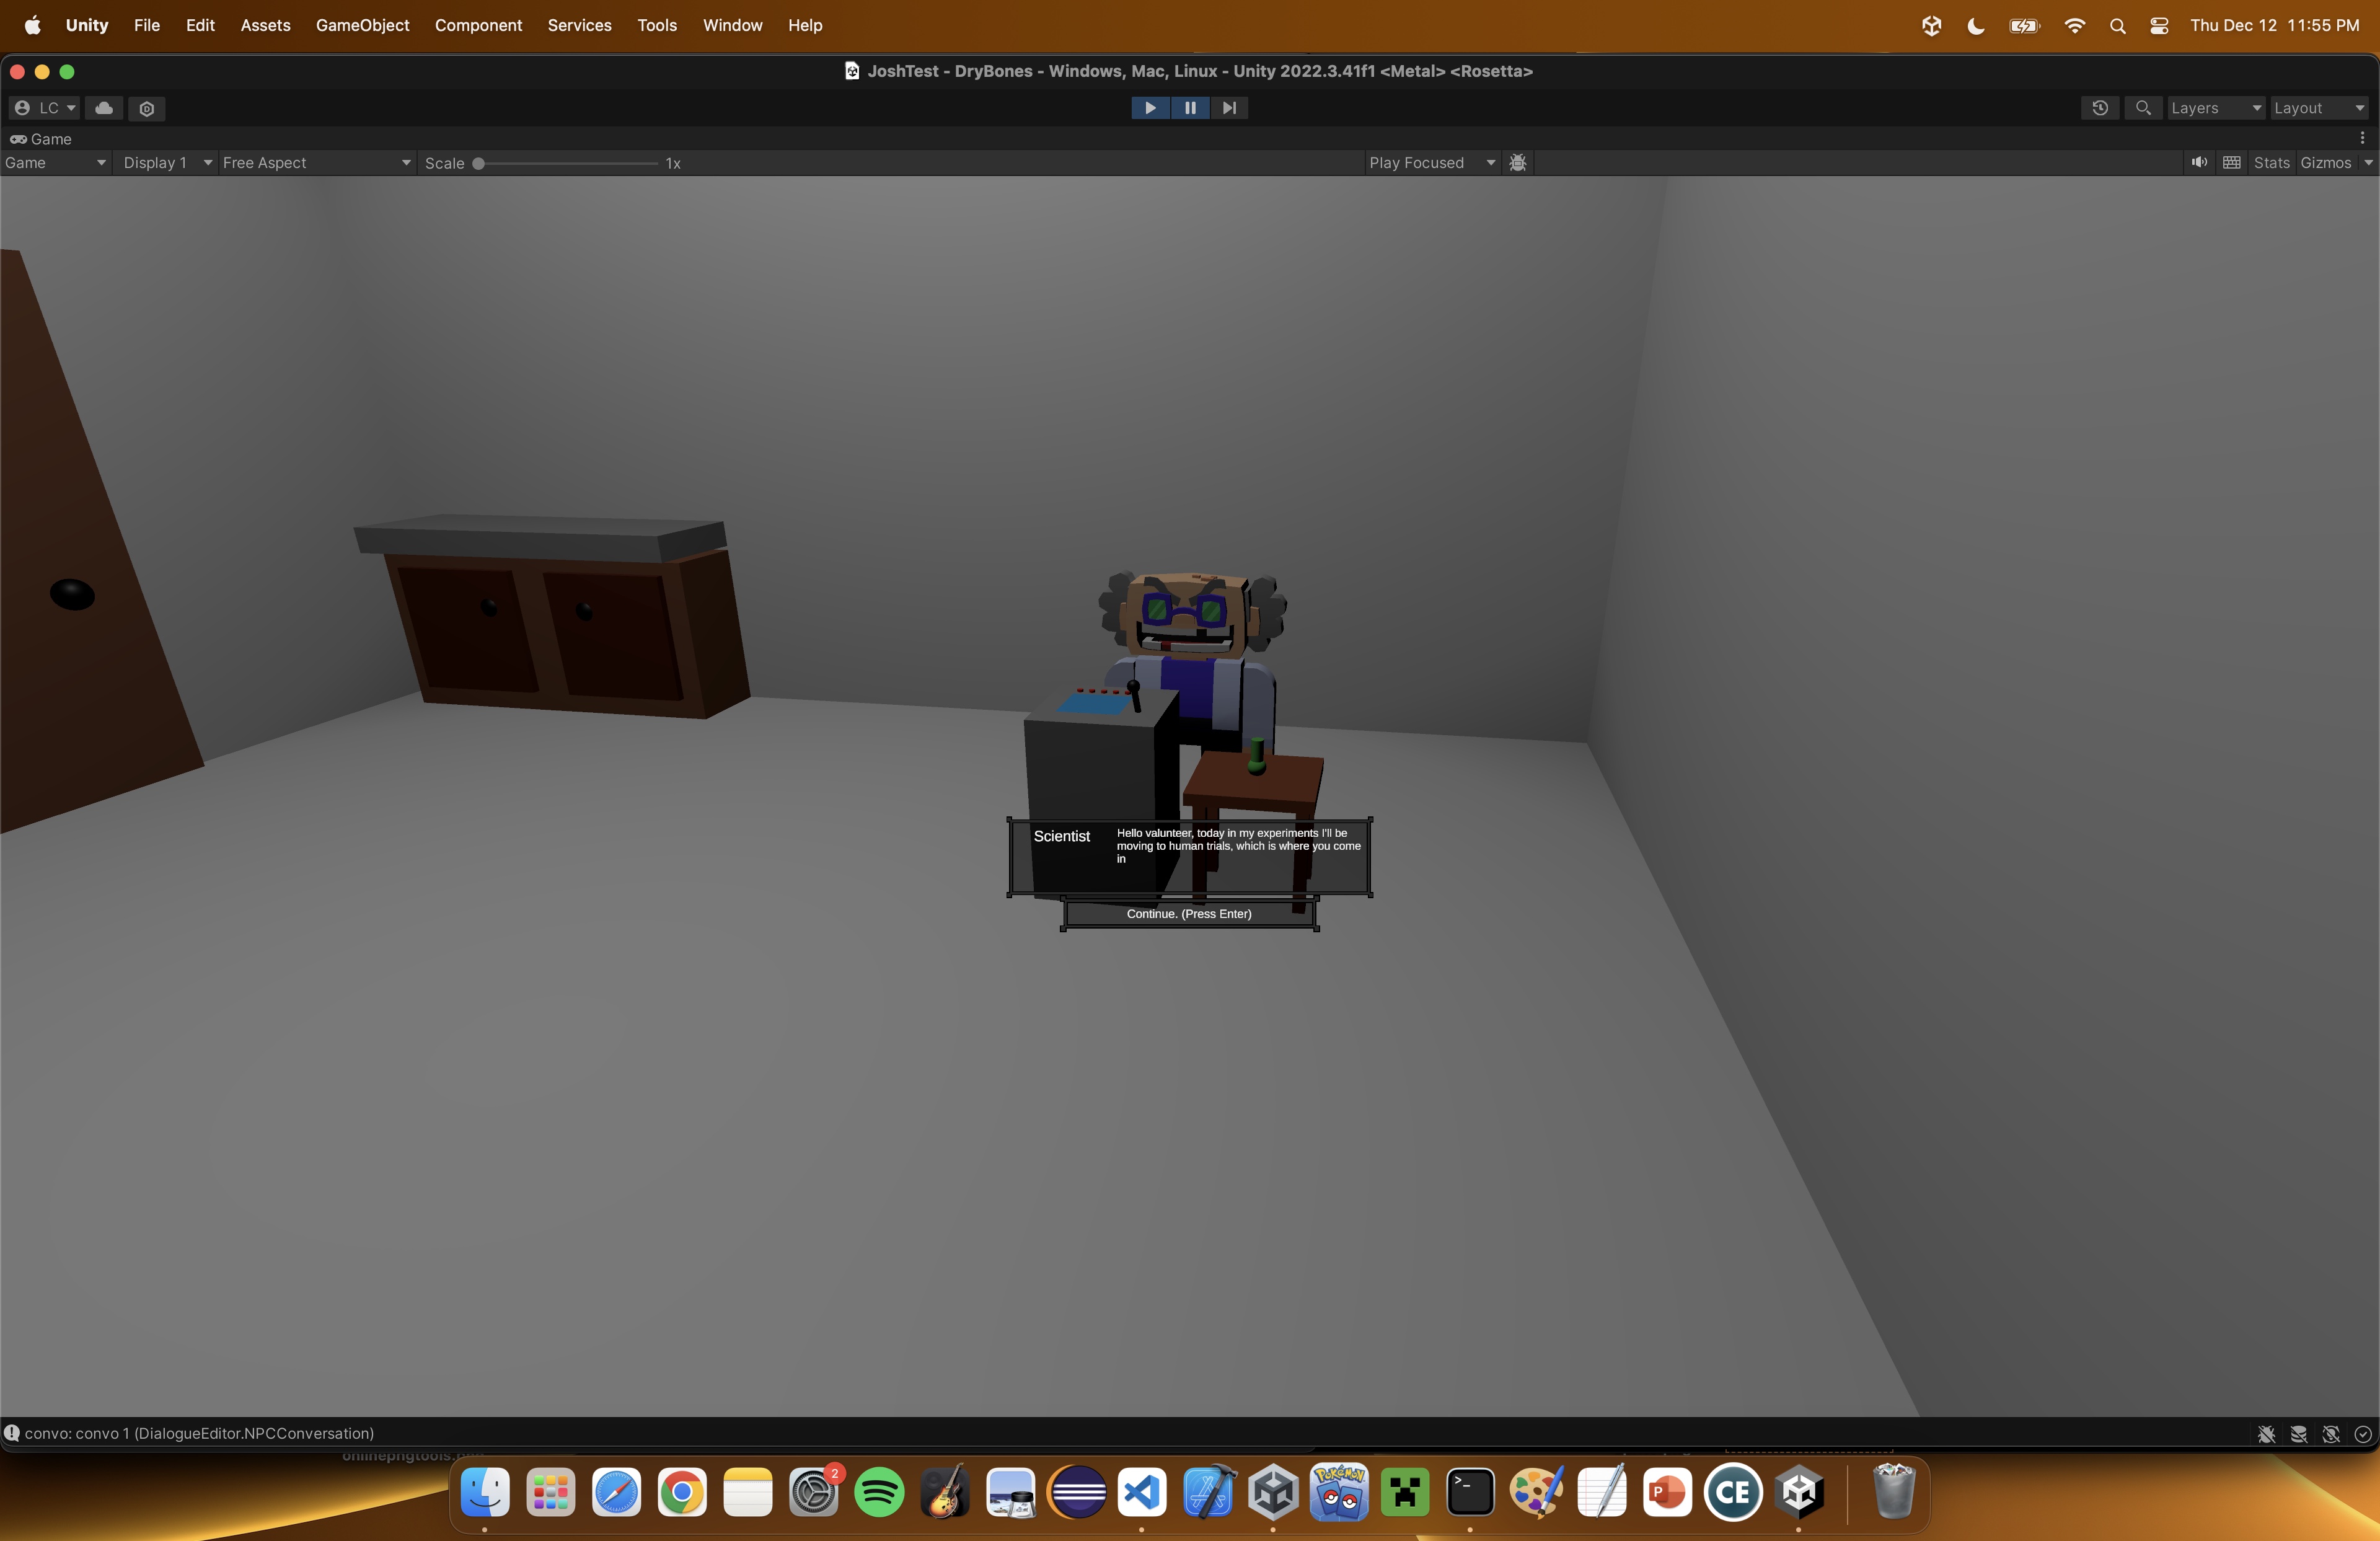 Unity File Edit Assets GameObject Component Services Tools Window Help Thu Dec 12 11:55 PM
JoshTest - DryBones - Windows, Mac, Linux - Unity 2022.3.41f1 <Metal> <Rosetta>
LC Layers Layout
Game
Game Display 1 Free Aspect Scale 1x Play Focused Stats Gizmos
Scientist
Hello valunteer, today in my experiments I'll be
moving to human trials, which is where you come
in
Continue. (Press Enter)
convo: convo 1 (DialogueEditor.NPCConversation)
2
POKéMON
P
CE